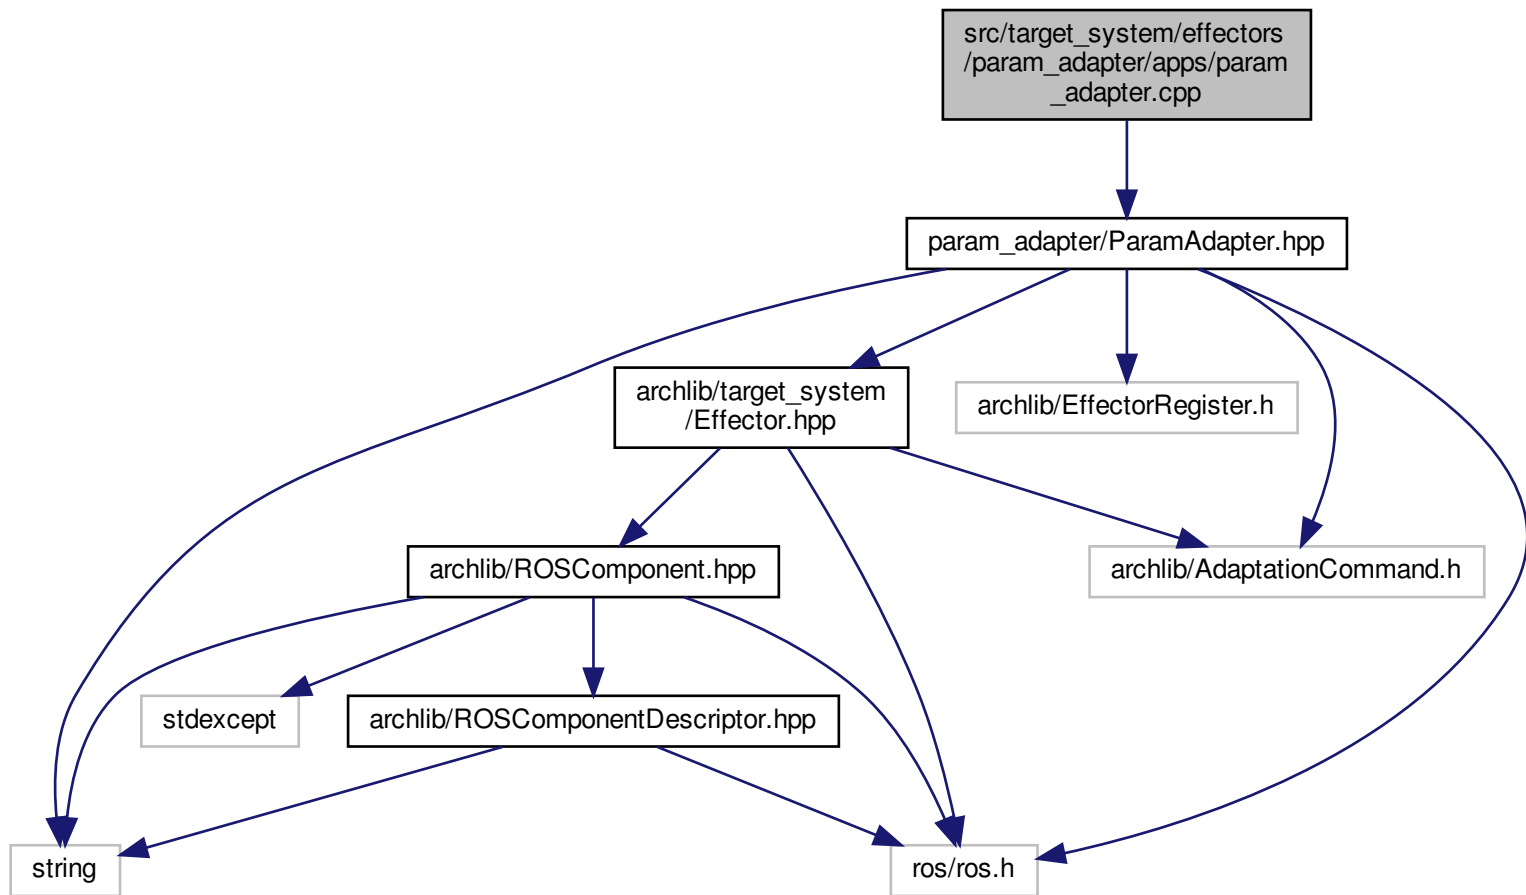 src/target_system/effectors
/param_adapter/apps/param
_adapter.cpp
param_adapter/ParamAdapter.hpp
archlib/target_system
/Effector.hpp
archlib/EffectorRegister.h
archlib/ROSComponent.hpp
archlib/AdaptationCommand.h
stdexcept
archlib/ROSComponentDescriptor.hpp
string
ros/ros.h